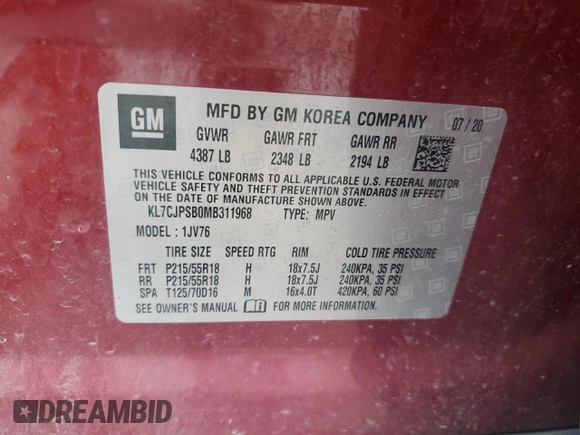 GM
MFD BY GM KOREA COMPANY 07/20
GVWR GAWR FRT GAWR RR
4387 LB 2348 LB 2194 LB
THIS VEHICLE CONFORMS TO ALL APPLICABLE U.S. FEDERAL MOTOR
VEHICLE SAFETY AND THEFT PREVENTION STANDARDS IN EFFECT
ON THE DATE OF MANUFACTURE SHOWN ABOVE.
KL7CJPSB0MB311968 TYPE: MPV
MODEL: 1JV76
TIRE SIZE SPEED RTG RIM COLD TIRE PRESSURE
FRT P215/55R18 H 18x7.5J 240KPA, 35 PSI
RR P215/55R18 H 18x7.5J 240KPA, 35 PSI
SPA T125/70D16 M 16x4.0T 420KPA, 60 PSI
SEE OWNER'S MANUAL FOR MORE INFORMATION
DREAMBID